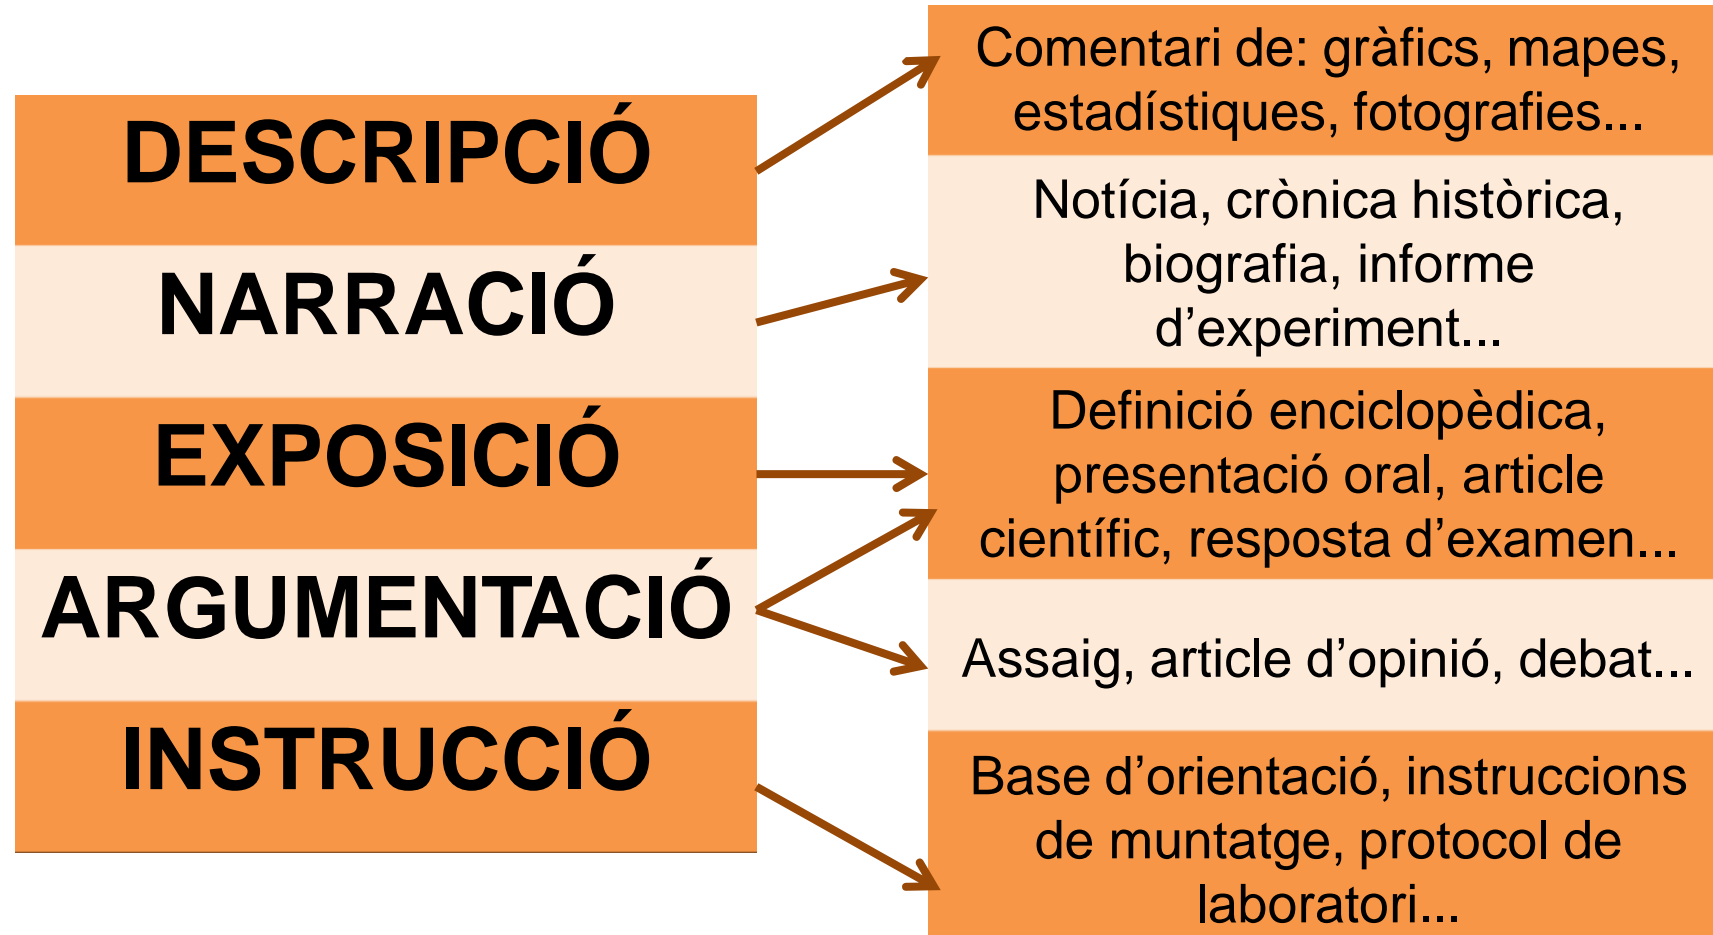 DESCRIPCIÓ
NARRACIÓ
EXPOSICIÓ
ARGUMENTACIÓ
INSTRUCCIÓ
Comentari de: gràfics, mapes,
estadístiques, fotografies...
Notícia, crònica històrica,
biografia, informe
d’experiment...
Definició enciclopèdica,
presentació oral, article
científic, resposta d’examen...
Assaig, article d’opinió, debat...
Base d’orientació, instruccions
de muntatge, protocol de
laboratori...